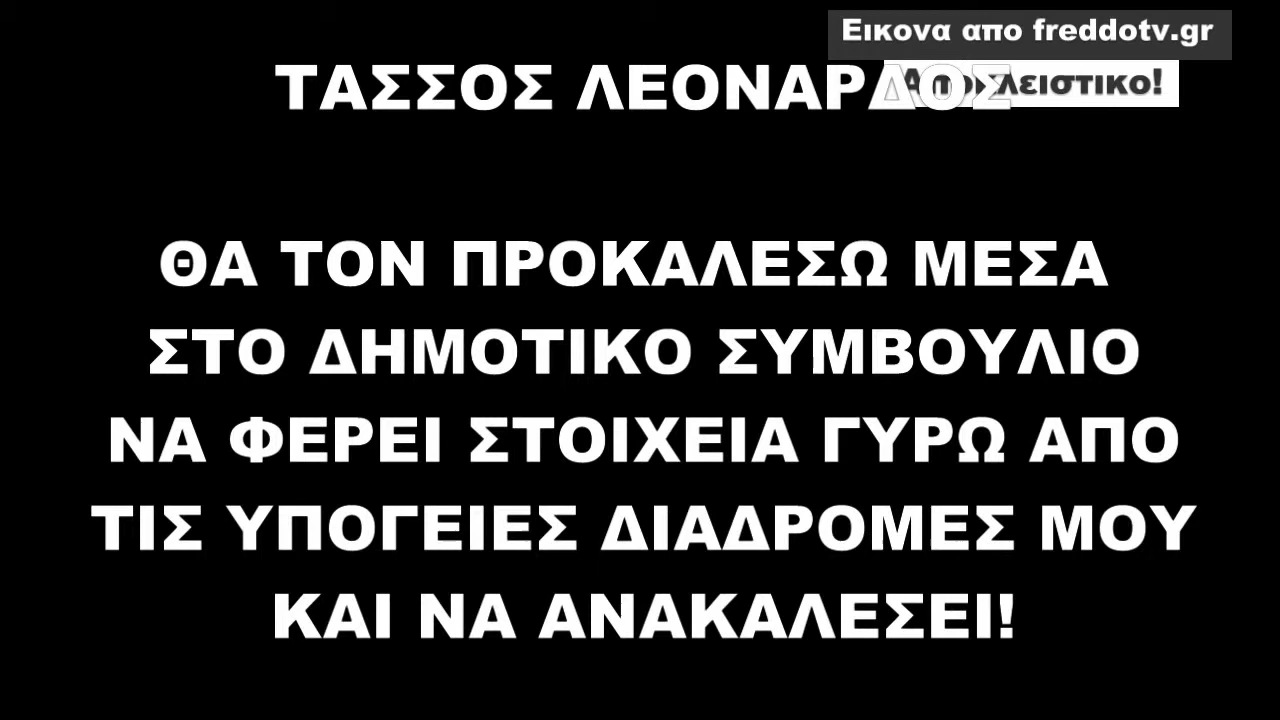 Εικονα απο freddotv.gr
Αποκλειστικο!
ΤΑΣΣΟΣ ΛΕΟΝΑΡΔΟΣ
ΘΑ ΤΟΝ ΠΡΟΚΑΛΕΣΩ ΜΕΣΑ
ΣΤΟ ΔΗΜΟΤΙΚΟ ΣΥΜΒΟΥΛΙΟ
ΝΑ ΦΕΡΕΙ ΣΤΟΙΧΕΙΑ ΓΥΡΩ ΑΠΟ
ΤΙΣ ΥΠΟΓΕΙΕΣ ΔΙΑΔΡΟΜΕΣ ΜΟΥ
ΚΑΙ ΝΑ ΑΝΑΚΑΛΕΣΕΙ!